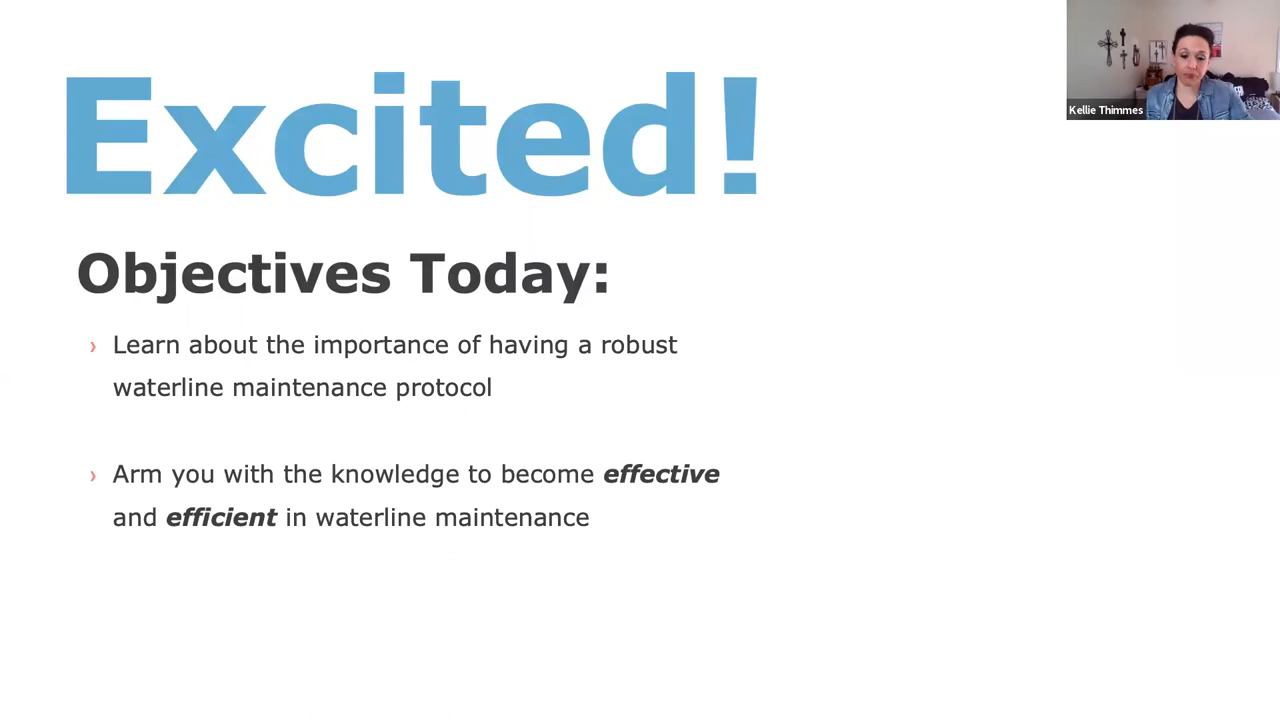 Excited!
Kellie Thimmes
Objectives Today:
› Learn about the importance of having a robust
waterline maintenance protocol
› Arm you with the knowledge to become effective
and efficient in waterline maintenance